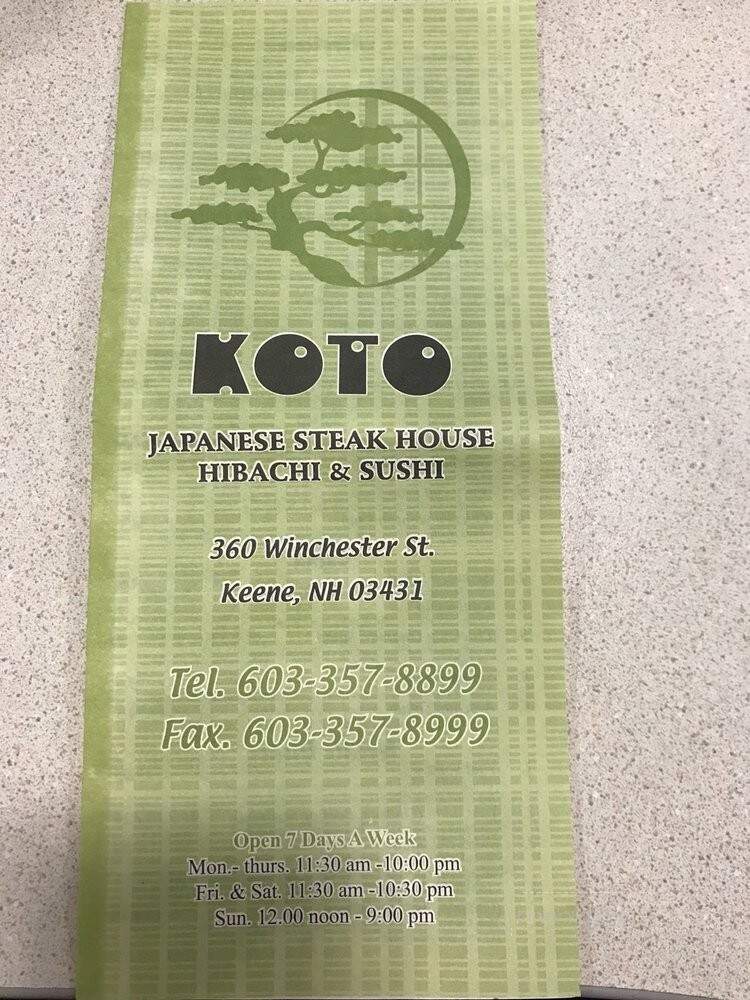 KOTO
JAPANESE STEAK HOUSE
HIBACHI & SUSHI
360 Winchester St.
Keene, NH 03431
Tel. 603-357-8899
Fax. 603-357-8999
Open 7 Days A Week
Mon.- thurs. 11:30 am -10:00 pm
Fri. & Sat. 11:30 am -10:30 pm
Sun. 12.00 noon - 9:00 pm